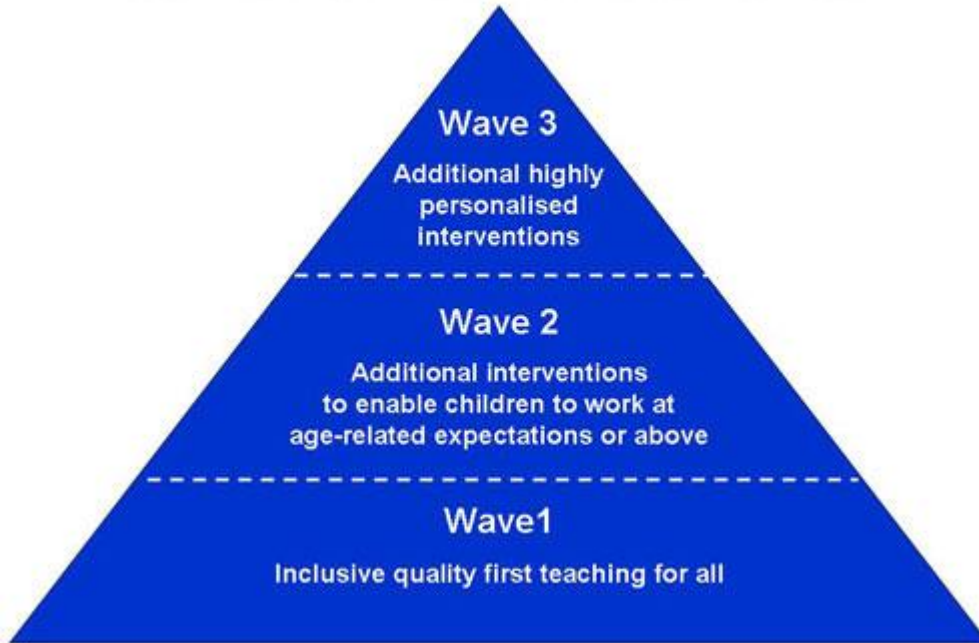 Wave 3
Additional highly
personalised
interventions
Wave 2
Additional interventions
to enable children to work at
age-related expectations or above
Wave1
Inclusive quality first teaching for all